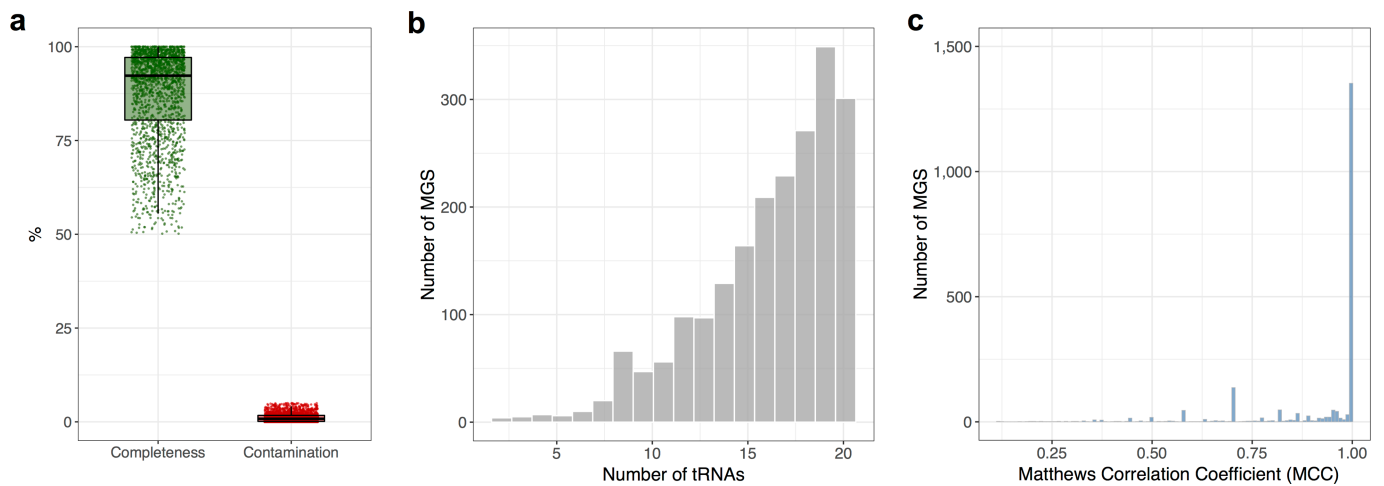 a
100
75
50
25
0
%
Completeness
Contamination
b
300
200
100
0
Number of MGS
5
10
15
20
Number of tRNAs
c
1,500
1,000
500
0
Number of MGS
0.25
0.50
0.75
1.00
Matthews Correlation Coefficient (MCC)